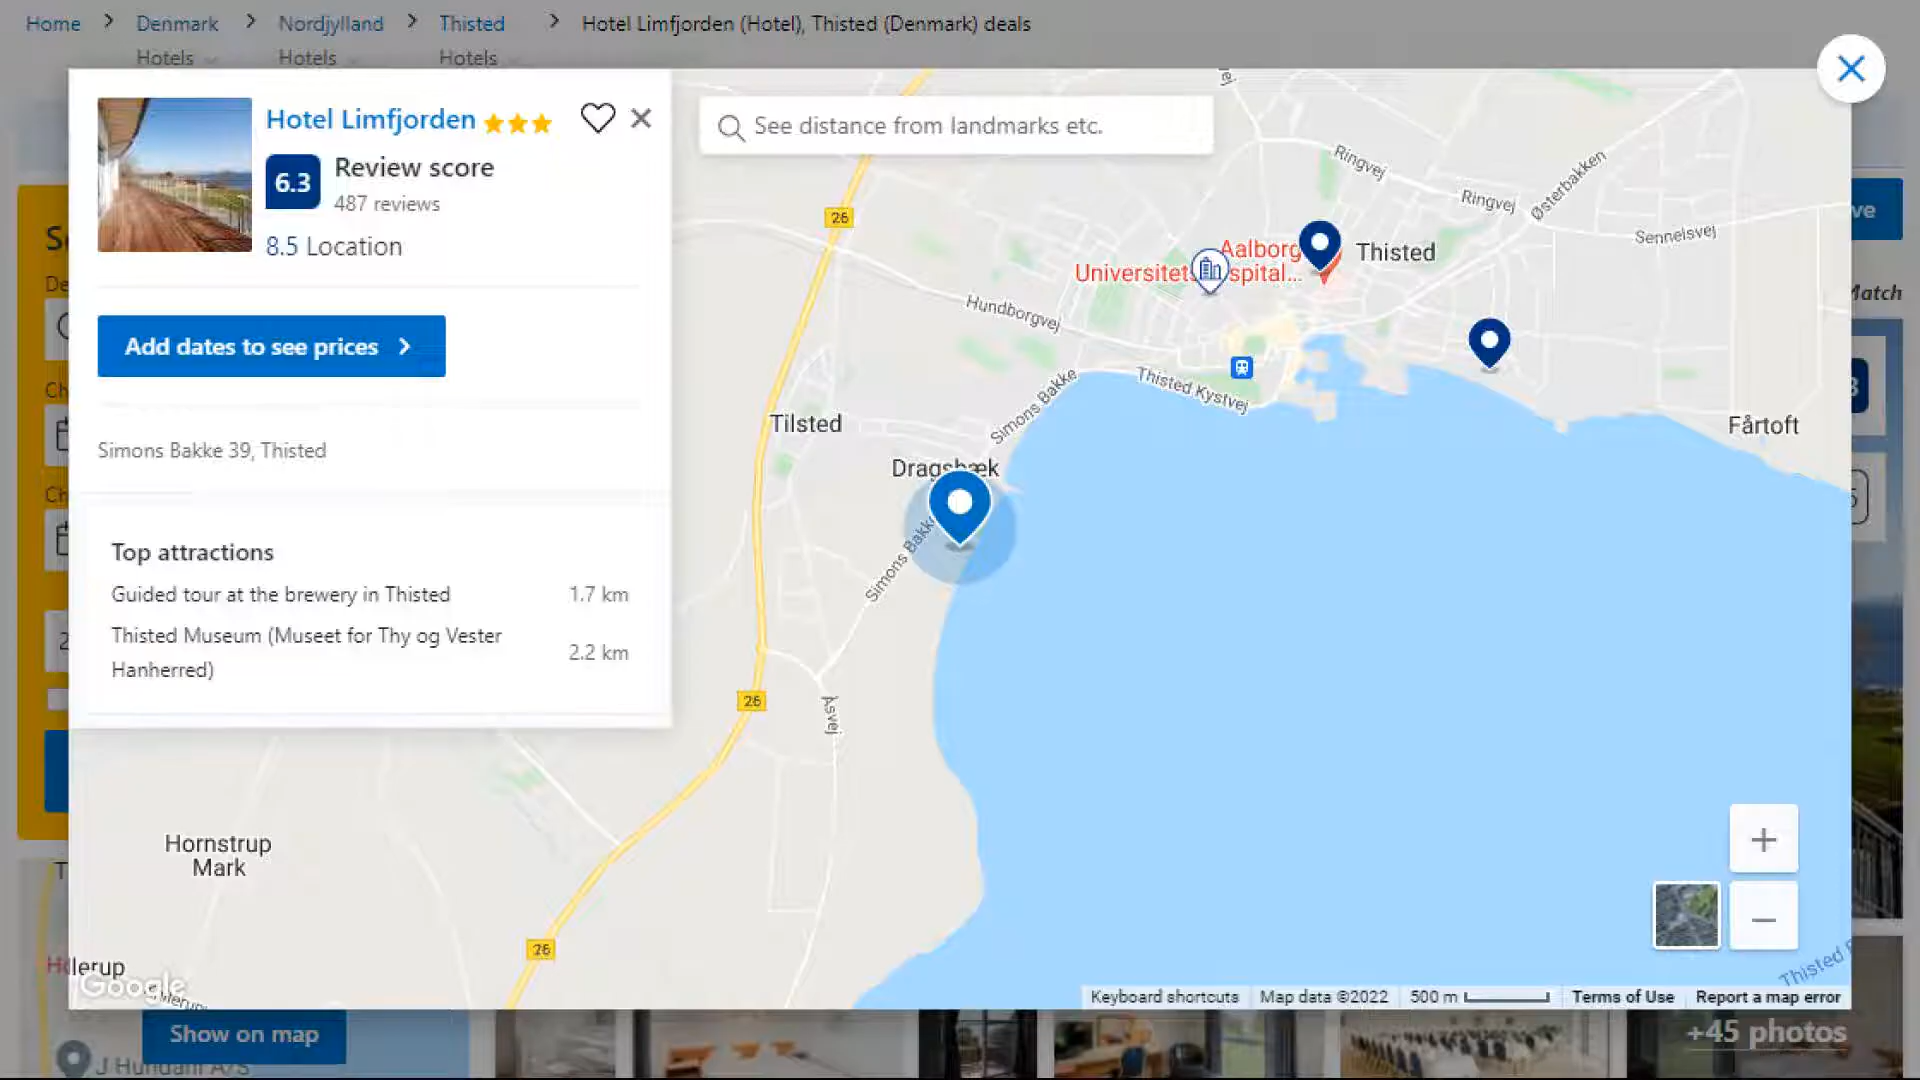 Home > Denmark > Nordjylland > Thisted > Hotel Limfjorden (Hotel), Thisted (Denmark) deals
Hotels Hotels Hotels
Hotel Limfjorden
6.3 Review score
487 reviews
8.5 Location
Add dates to see prices
Simons Bakke 39, Thisted
Top attractions
Guided tour at the brewery in Thisted 1.7 km
Thisted Museum (Museet for Thy og Vester
Hanherred) 2.2 km
See distance from landmarks etc.
Ringvej
Ringvej
Østerbakken
Sennelsvej
26
Aalborg
Thisted
Hundborgvej
Simons Bakke
Thisted Kystvej
Tilsted
Dragsbæk
Fårtoft
Simons Bakke
26
Åsvej
Hornstrup
Mark
26
Google
Thisted
Keyboard shortcuts Map data ©2022 500 m Terms of Use Report a map error
Show on map
+45 photos